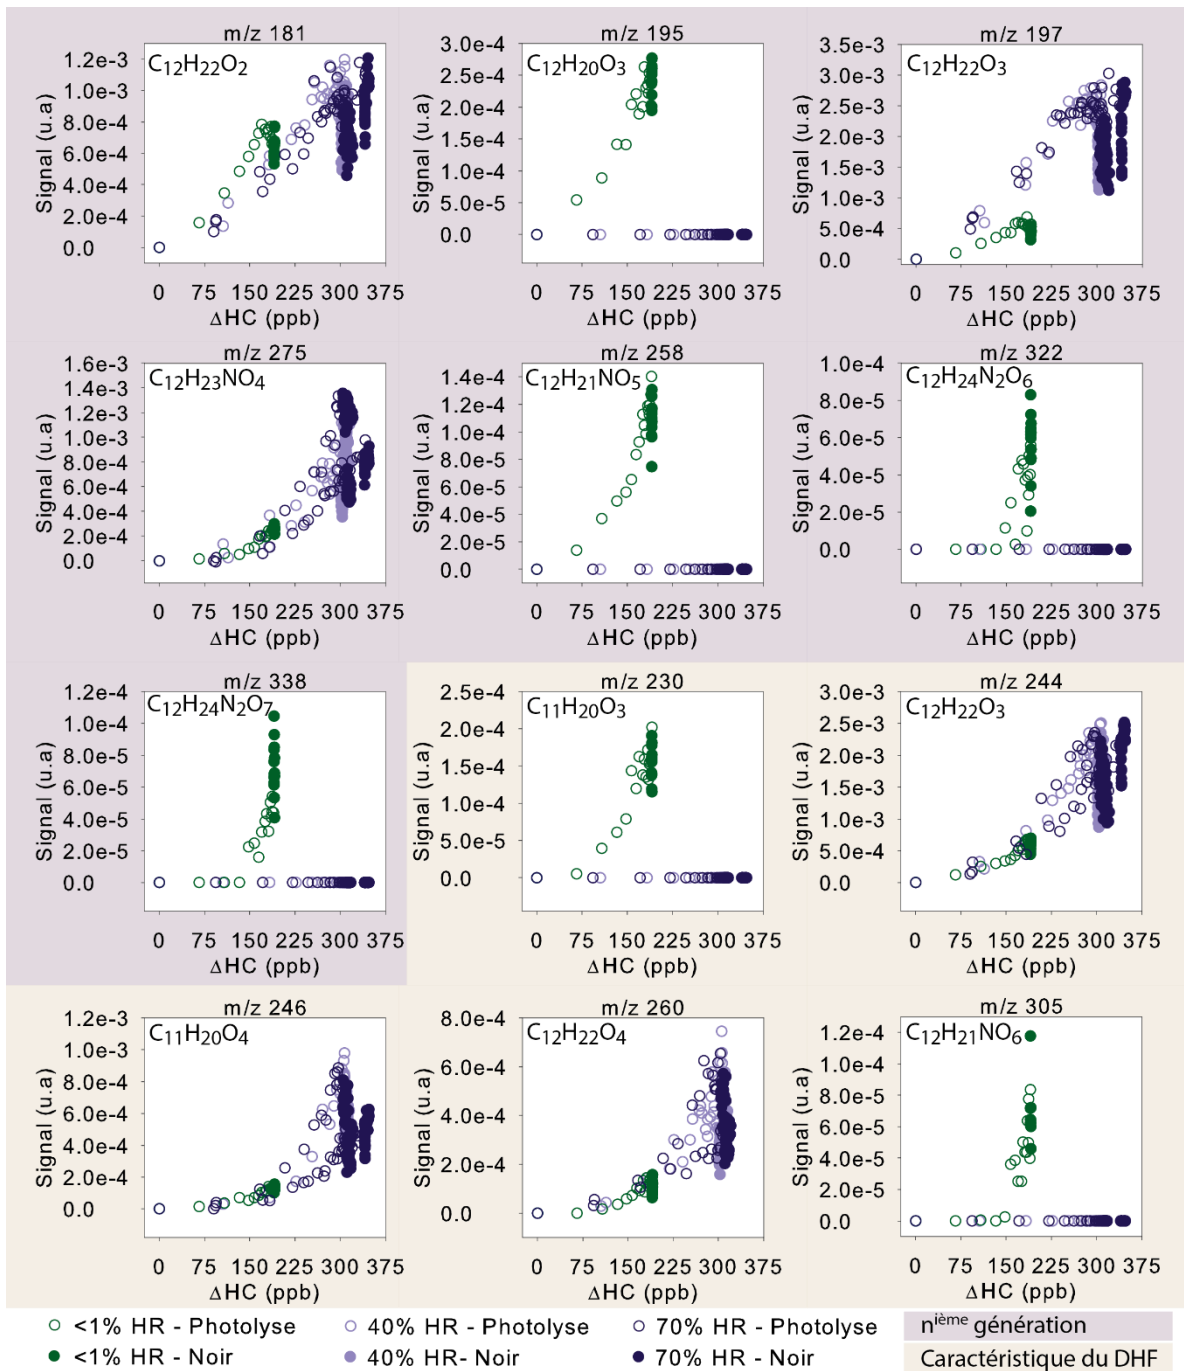 m/z 181
C12H22O2
Signal (u.a)
1.2e-3
1.0e-3
8.0e-4
6.0e-4
4.0e-4
2.0e-4
0.0
0 75 150 225 300 375
ΔHC (ppb)
m/z 195
C12H20O3
Signal (u.a)
3.0e-4
2.5e-4
2.0e-4
1.5e-4
1.0e-4
5.0e-5
0.0
0 75 150 225 300 375
ΔHC (ppb)
m/z 197
C12H22O3
Signal (u.a)
3.5e-3
3.0e-3
2.5e-3
2.0e-3
1.5e-3
1.0e-3
5.0e-4
0.0
0 75 150 225 300 375
ΔHC (ppb)
m/z 275
C12H23NO4
Signal (u.a)
1.6e-3
1.4e-3
1.2e-3
1.0e-3
8.0e-4
6.0e-4
4.0e-4
2.0e-4
0.0
0 75 150 225 300 375
ΔHC (ppb)
m/z 258
C12H21NO5
Signal (u.a)
1.4e-4
1.2e-4
1.0e-4
8.0e-5
6.0e-5
4.0e-5
2.0e-5
0.0
0 75 150 225 300 375
ΔHC (ppb)
m/z 322
C12H24N2O6
Signal (u.a)
1.0e-4
8.0e-5
6.0e-5
4.0e-5
2.0e-5
0.0
0 75 150 225 300 375
ΔHC (ppb)
m/z 338
C12H24N2O7
Signal (u.a)
1.2e-4
1.0e-4
8.0e-5
6.0e-5
4.0e-5
2.0e-5
0.0
0 75 150 225 300 375
ΔHC (ppb)
m/z 230
C11H20O3
Signal (u.a)
2.5e-4
2.0e-4
1.5e-4
1.0e-4
5.0e-5
0.0
0 75 150 225 300 375
ΔHC (ppb)
m/z 244
C12H22O3
Signal (u.a)
3.0e-3
2.5e-3
2.0e-3
1.5e-3
1.0e-3
5.0e-4
0.0
0 75 150 225 300 375
ΔHC (ppb)
m/z 246
C11H20O4
Signal (u.a)
1.2e-3
1.0e-3
8.0e-4
6.0e-4
4.0e-4
2.0e-4
0.0
0 75 150 225 300 375
ΔHC (ppb)
m/z 260
C12H22O4
Signal (u.a)
8.0e-4
6.0e-4
4.0e-4
2.0e-4
0.0
0 75 150 225 300 375
ΔHC (ppb)
m/z 305
C12H21NO6
Signal (u.a)
1.2e-4
1.0e-4
8.0e-5
6.0e-5
4.0e-5
2.0e-5
0.0
0 75 150 225 300 375
ΔHC (ppb)
<1% HR - Photolyse 40% HR - Photolyse 70% HR - Photolyse nième génération
<1% HR - Noir 40% HR- Noir 70% HR - Noir Caractéristique du DHF